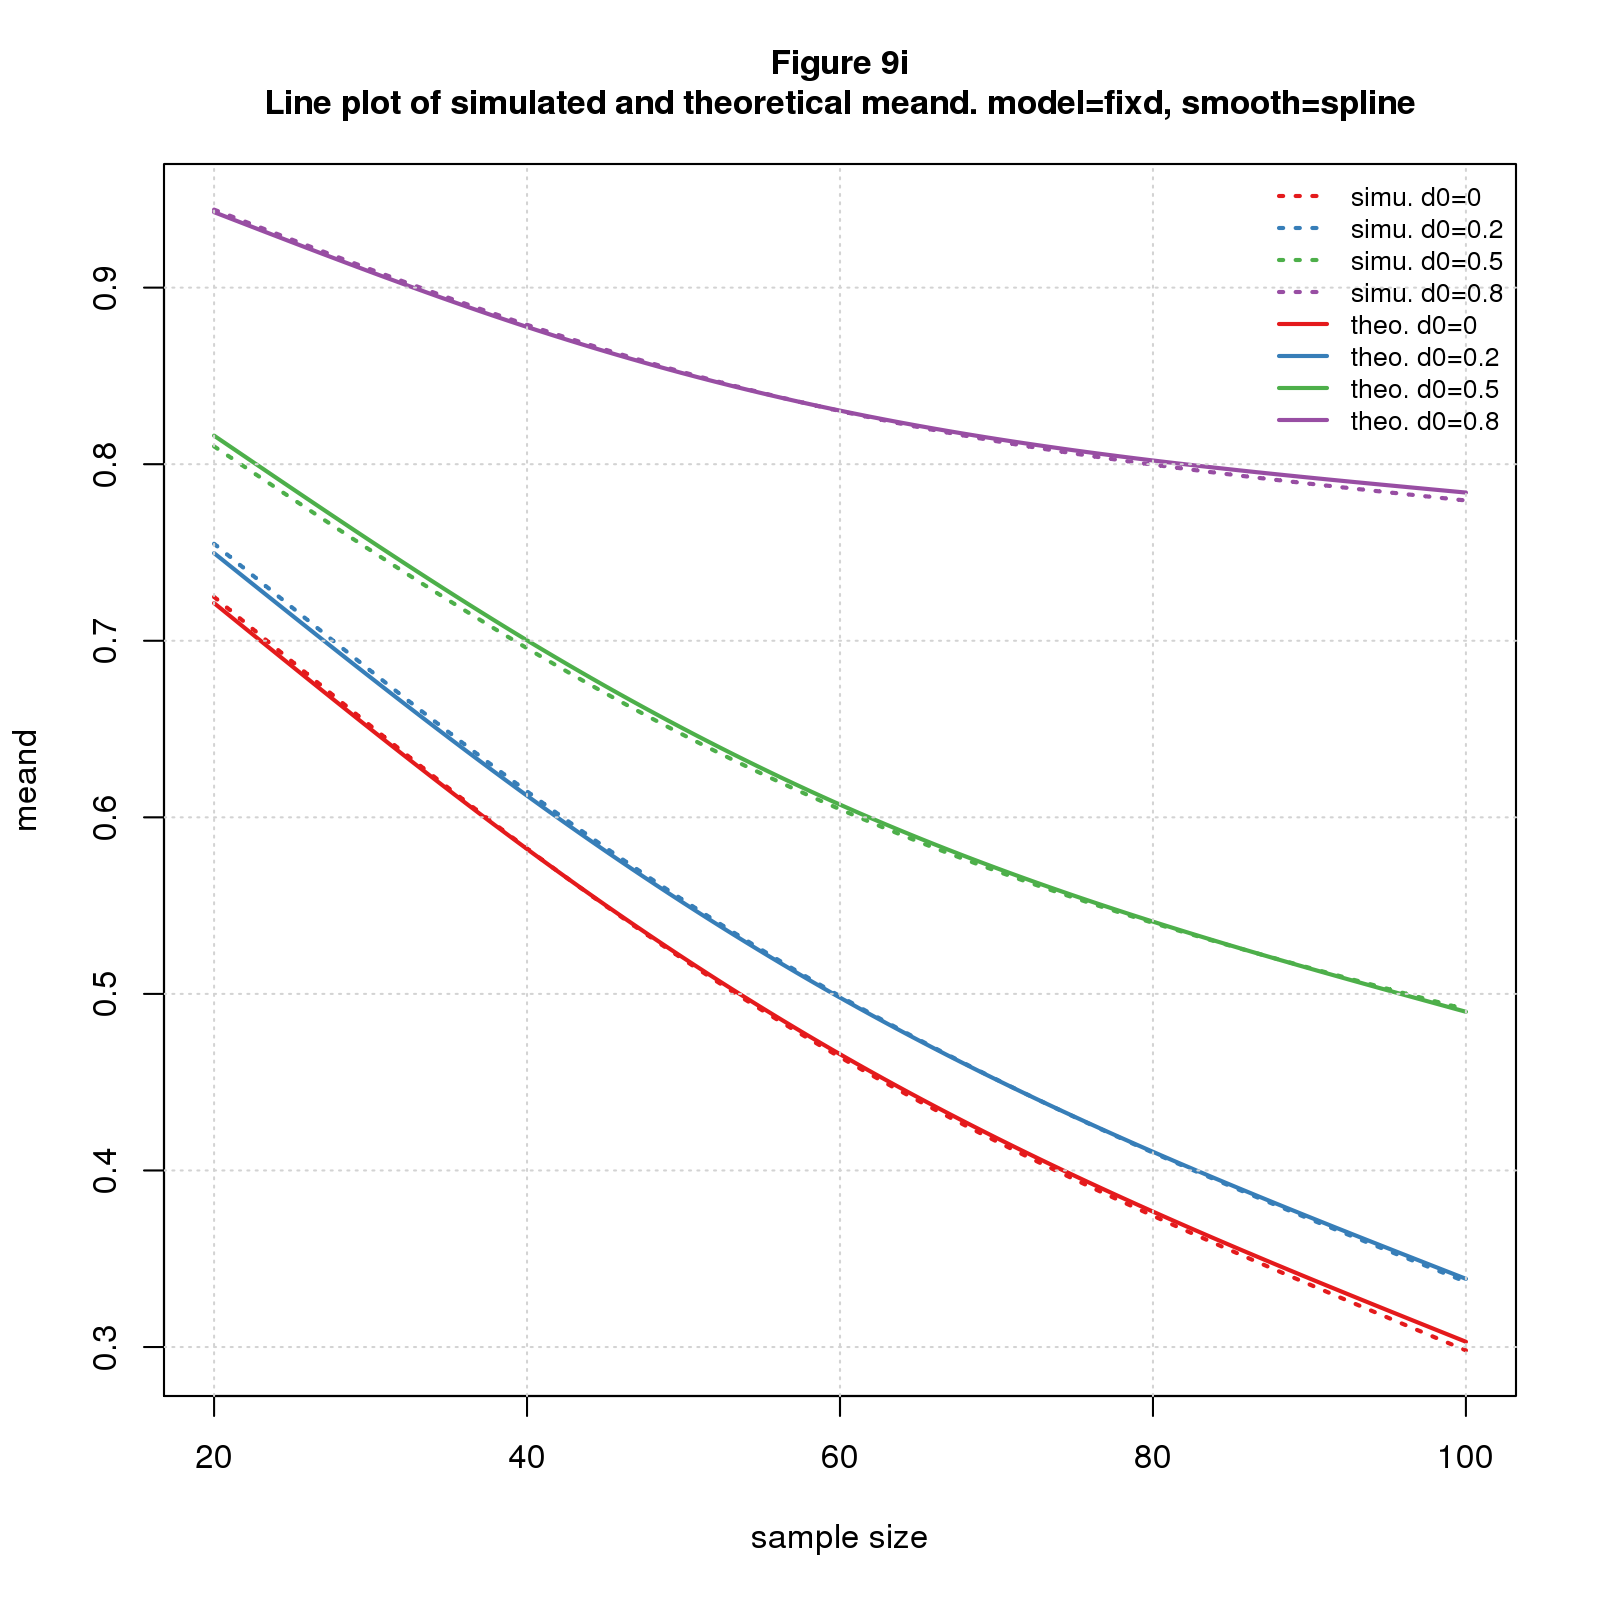 Figure 9i
Line plot of simulated and theoretical meand. model=fixd, smooth=spline
simu. d0=0
simu. d0=0.2
simu. d0=0.5
simu. d0=0.8
theo. d0=0
theo. d0=0.2
theo. d0=0.5
theo. d0=0.8
0.9
0.8
0.7
0.6
0.5
0.4
0.3
meand
20 40 60 80 100
sample size